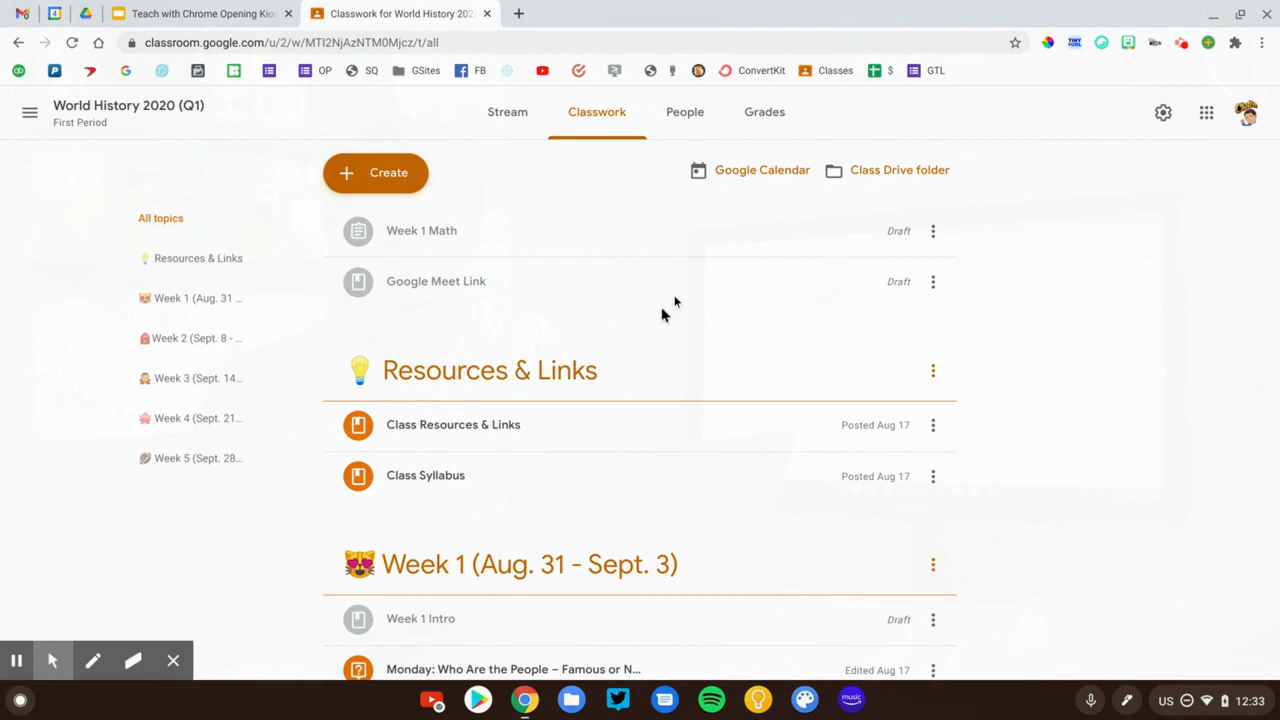 Teach with Chrome Opening Kio
Classwork for World History 202
classroom.google.com/u/2/w/MTI2NjAzNTM0Mjcz/t/all
OP
SQ
GSites
FB
ConvertKit
Classes
$
GTL
World History 2020 (Q1)
First Period
Stream
Classwork
People
Grades
Create
Google Calendar
Class Drive folder
All topics
Resources & Links
Week 1 (Aug. 31 ...
Week 2 (Sept. 8 - ...
Week 3 (Sept. 14...
Week 4 (Sept. 21...
Week 5 (Sept. 28...
Week 1 Math
Draft
Google Meet Link
Draft
Resources & Links
Class Resources & Links
Posted Aug 17
Class Syllabus
Posted Aug 17
Week 1 (Aug. 31 - Sept. 3)
Week 1 Intro
Draft
Monday: Who Are the People – Famous or N...
Edited Aug 17
music
US
12:33